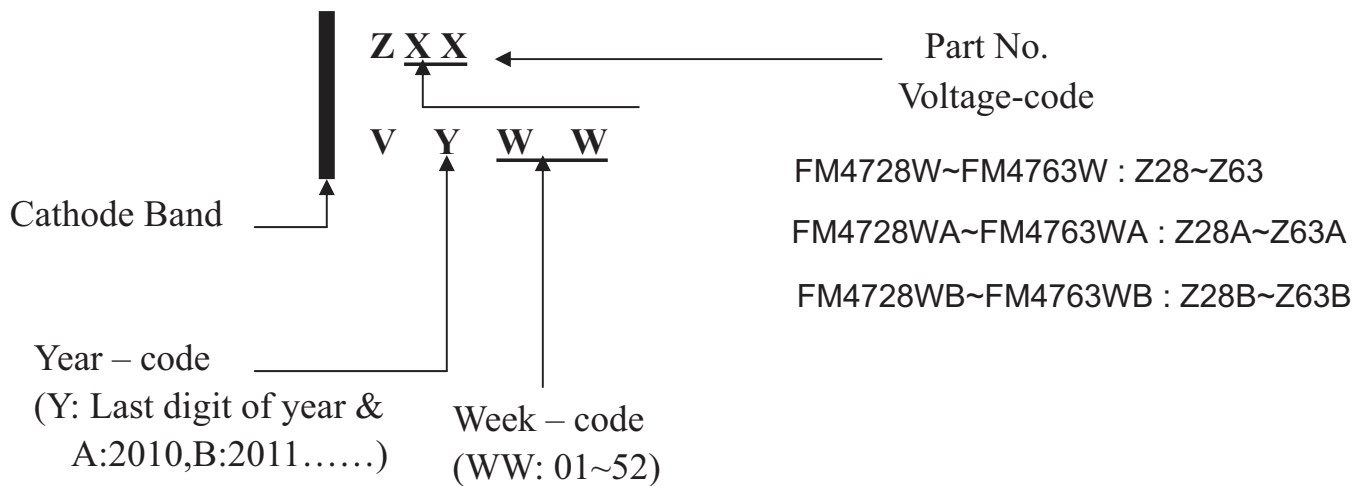 Z X X
Part No.
Voltage-code
V Y W W
FM4728W~FM4763W : Z28~Z63
Cathode Band
FM4728WA~FM4763WA : Z28A~Z63A
FM4728WB~FM4763WB : Z28B~Z63B
Year – code
(Y: Last digit of year &
A:2010,B:2011……)
Week – code
(WW: 01~52)